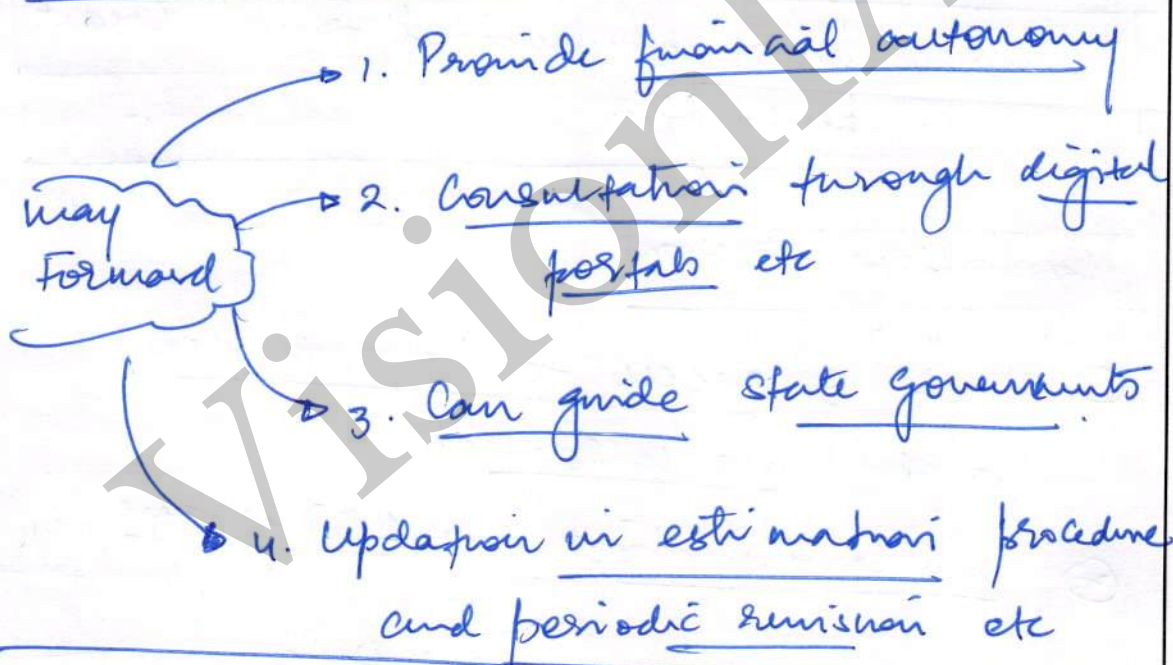 Way
Forward
1. Provide financial autonomy
2. Consultation through digital
portals etc
3. Can guide state governments.
4. Updation in estimation procedure
and periodic revision etc
Vision